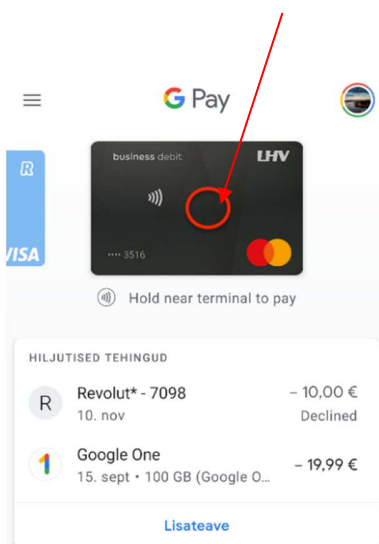 G Pay
business debit LHV
R
VISA
•••• 3516
Hold near terminal to pay
HILJUTISED TEHINGUD
R Revolut* - 7098 – 10,00 €
10. nov Declined
1 Google One – 19,99 €
15. sept • 100 GB (Google O...
Lisateave